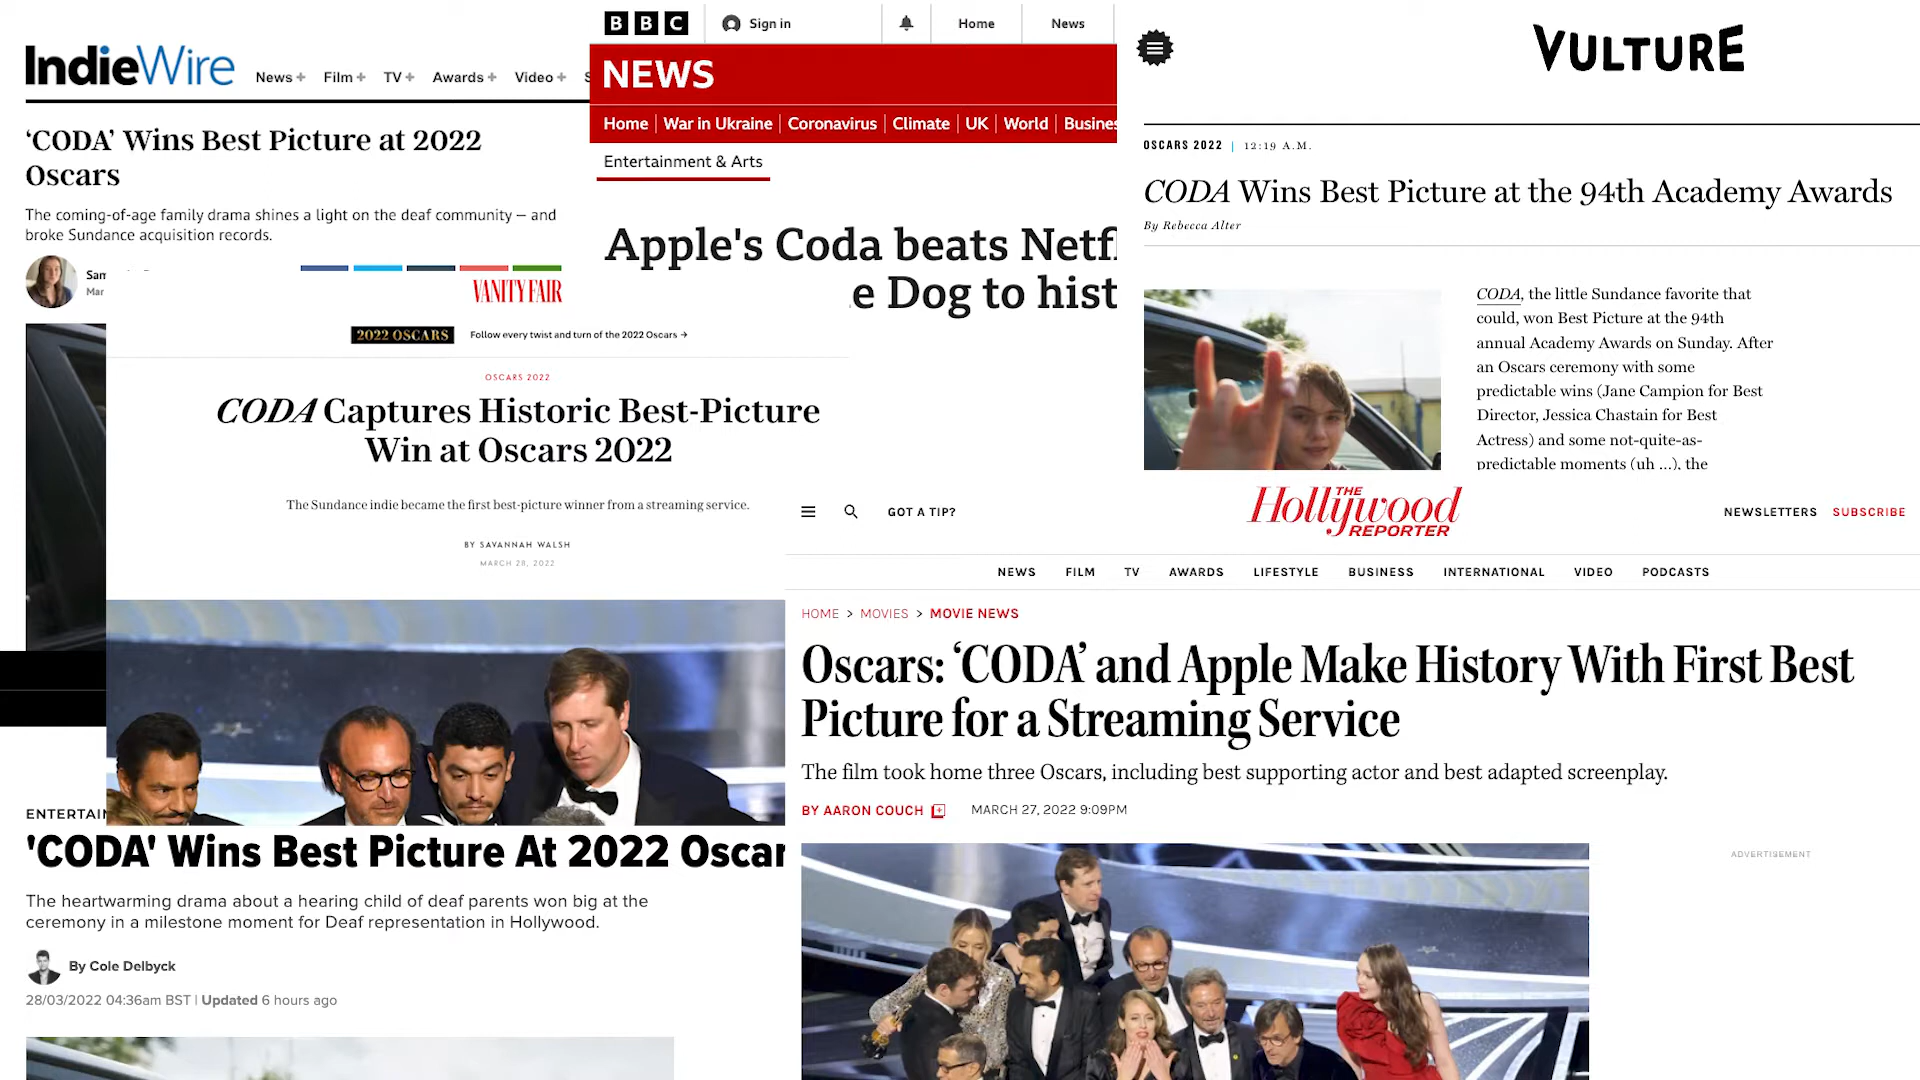 IndieWire
News + Film + TV + Awards + Video +
‘CODA’ Wins Best Picture at 2022
Oscars
The coming-of-age family drama shines a light on the deaf community — and
broke Sundance acquisition records.
BBC Sign in Home News
NEWS
Home | War in Ukraine | Coronavirus | Climate | UK | World |
Entertainment & Arts
Apple's Coda beats
Dog to
VULTURE
OSCARS 2022 | 12:19 A.M.
CODA Wins Best Picture at the 94th Academy Awards
By Rebecca Alter
CODA, the little Sundance favorite that
could, won Best Picture at the 94th
annual Academy Awards on Sunday. After
an Oscars ceremony with some
predictable wins (Jane Campion for Best
Director, Jessica Chastain for Best
Actress) and some not-quite-as-
predictable moments (uh …), the
VANITY FAIR
2022 OSCARS Follow every twist and turn of the 2022 Oscars →
OSCARS 2022
CODA Captures Historic Best-Picture
Win at Oscars 2022
The Sundance indie became the first best-picture winner from a streaming service.
BY SAVANNAH WALSH
MARCH 28, 2022
GOT A TIP?
THE
Hollywood
REPORTER
NEWSLETTERS SUBSCRIBE
NEWS FILM TV AWARDS LIFESTYLE BUSINESS INTERNATIONAL VIDEO PODCASTS
HOME > MOVIES > MOVIE NEWS
Oscars: ‘CODA’ and Apple Make History With First Best
Picture for a Streaming Service
The film took home three Oscars, including best supporting actor and best adapted screenplay.
BY AARON COUCH MARCH 27, 2022 9:09PM
ADVERTISEMENT
'CODA' Wins Best Picture At 2022
The heartwarming drama about a hearing child of deaf parents won big at the
ceremony in a milestone moment for Deaf representation in Hollywood.
By Cole Delbyck
28/03/2022 04:36am BST | Updated 6 hours ago